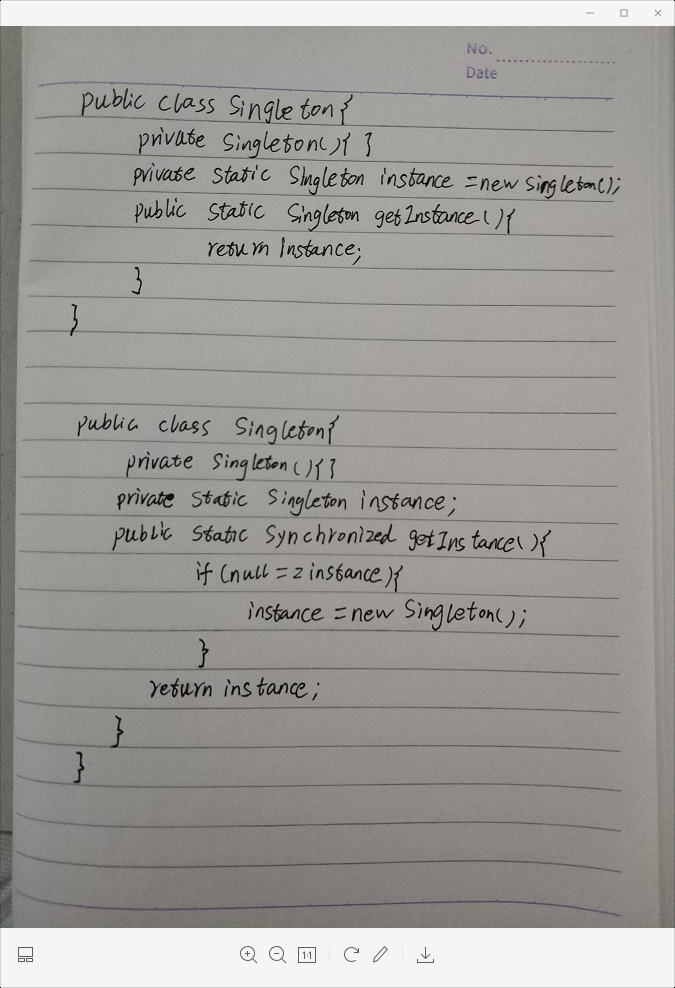 No.
Date
public class Singleton{
private Singleton(){ }
private static Singleton instance =new Singleton();
public static Singleton getInstance(){
return instance;
}
}
public class Singleton{
private Singleton(){}
private static Singleton instance;
public static Synchronized getInstance(){
if (null == instance){
instance =new Singleton();
}
return instance;
}
}
1:1